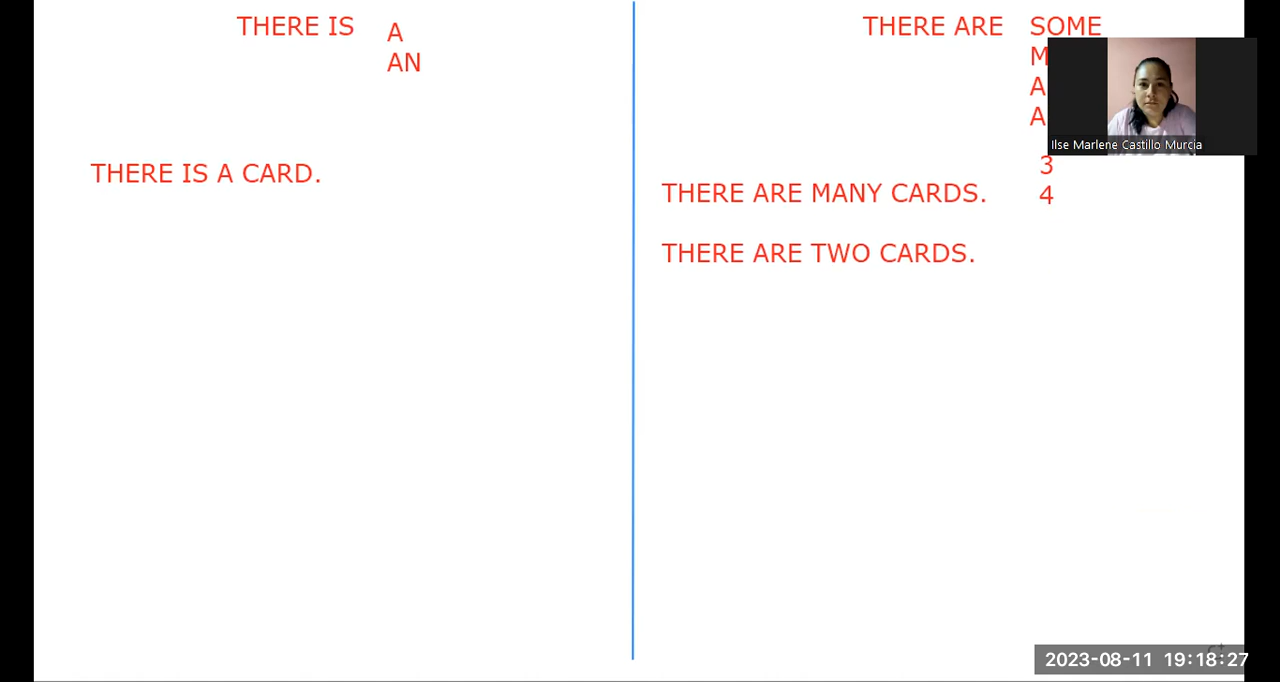 THERE IS
A
AN
THERE IS A CARD.
THERE ARE SOME
3
4
THERE ARE MANY CARDS.
THERE ARE TWO CARDS.
Ilse Marlene Castillo Murcia
2023-08-11 19:18:27